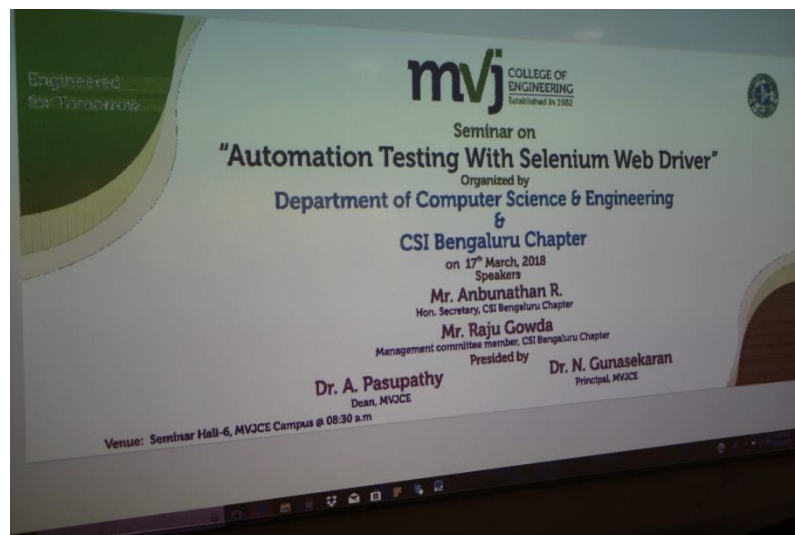 Engineered
for Tomorrow
mvj
COLLEGE OF
ENGINEERING
Established in 1982
Seminar on
"Automation Testing With Selenium Web Driver"
Organized by
Department of Computer Science & Engineering
&
CSI Bengaluru Chapter
on 17th March, 2018
Speakers
Mr. Anbunathan R.
Hon. Secretary, CSI Bengaluru Chapter
Mr. Raju Gowda
Management committee member, CSI Bengaluru Chapter
Presided by
Dr. A. Pasupathy
Dean, MVJCE
Dr. N. Gunasekaran
Principal, MVJCE
Venue: Seminar Hall-6, MVJCE Campus @ 08:30 a.m